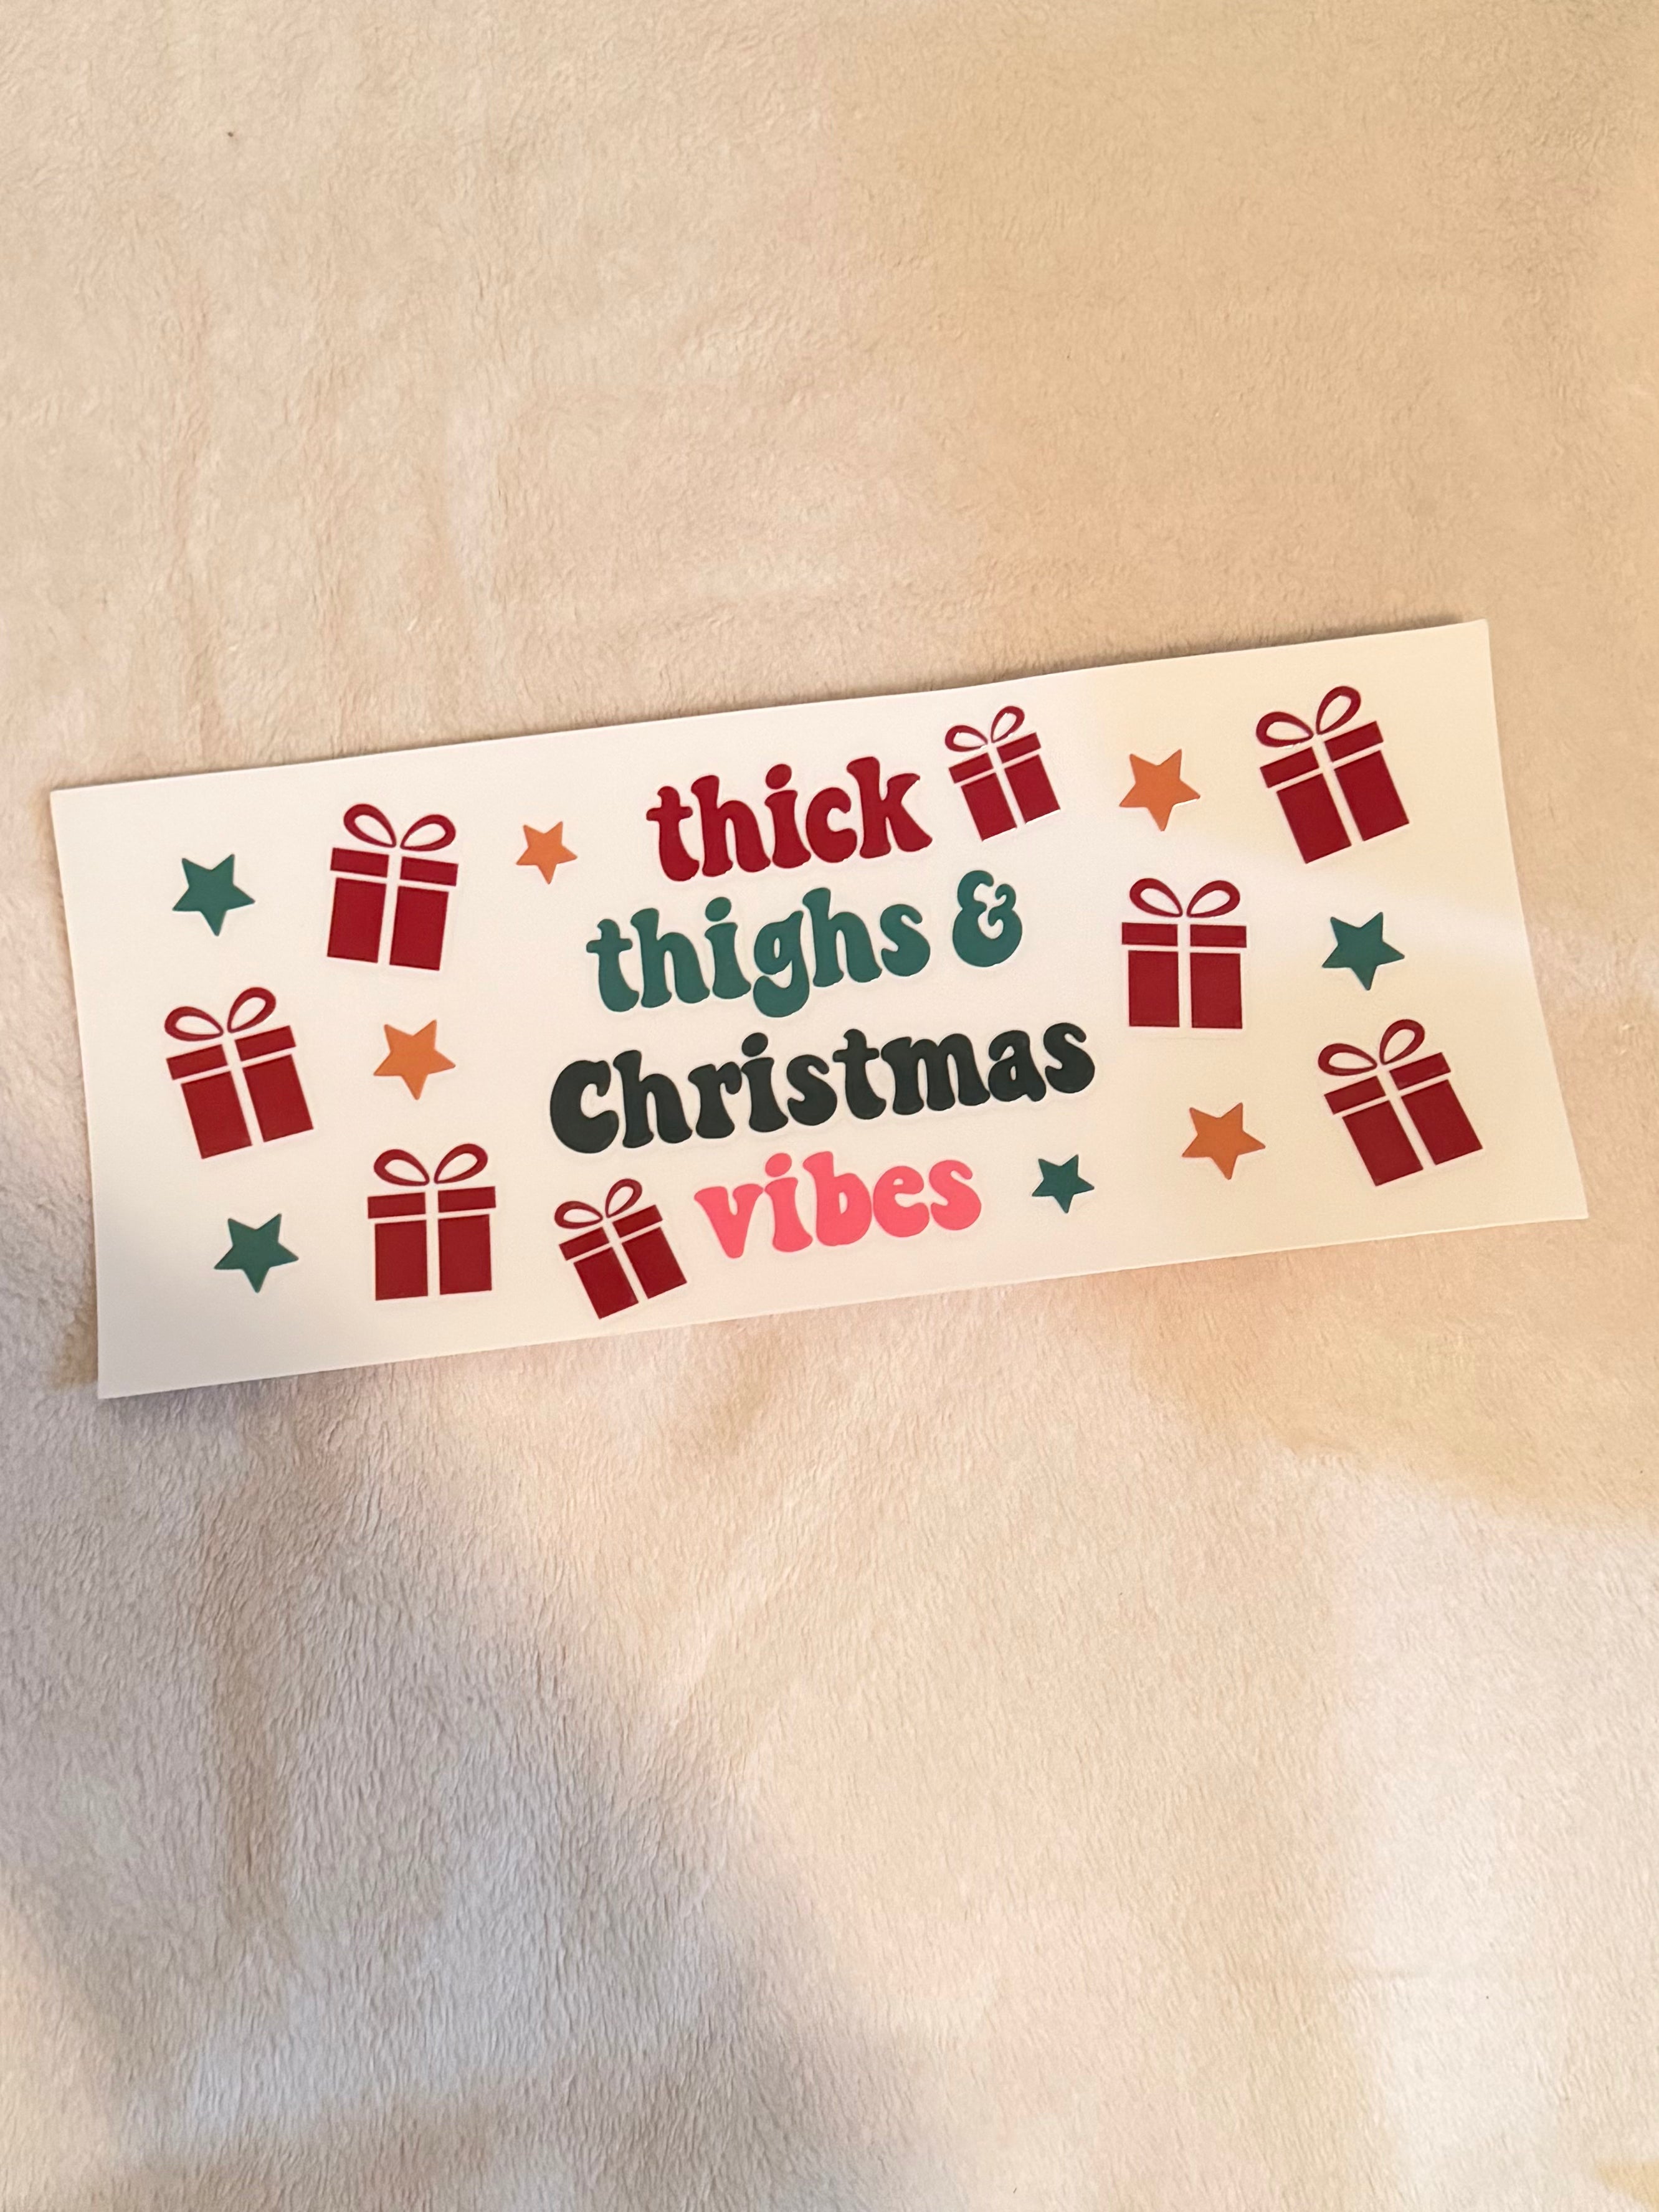 thick
thighs &
Christmas
vibes